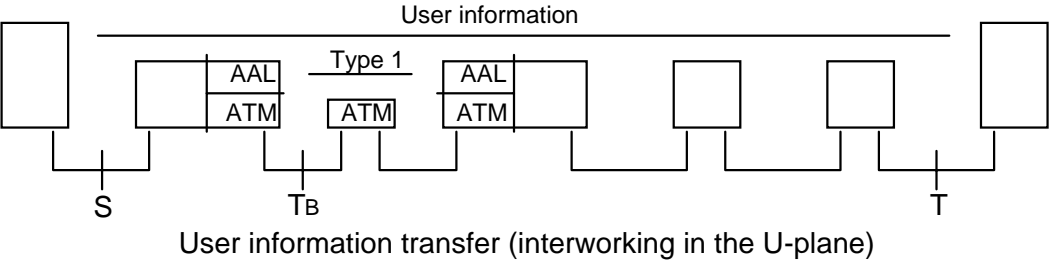 User information
Type 1
AAL AAL
ATM ATM ATM
S TB T
User information transfer (interworking in the U-plane)